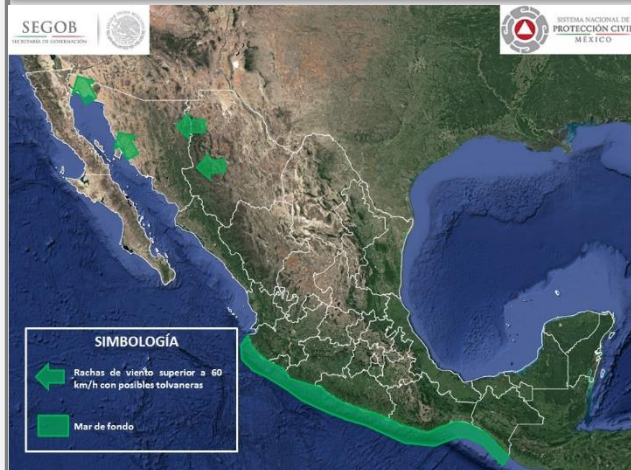 SEGOB
SECRETARÍA DE GOBERNACIÓN
SISTEMA NACIONAL DE
PROTECCIÓN CIVIL
MÉXICO
SIMBOLOGÍA
Rachas de viento superior a 60
km/h con posibles tolvaneras
Mar de fondo